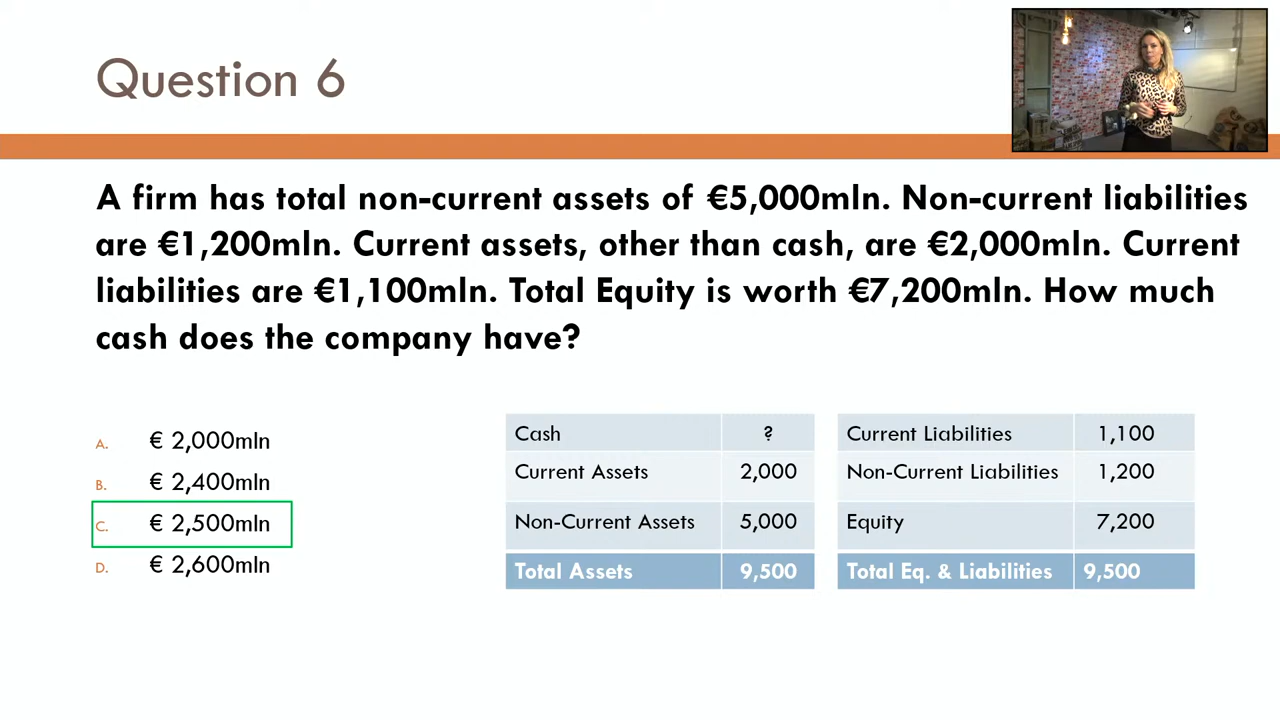 Question 6
A firm has total non-current assets of €5,000mln. Non-current liabilities
are €1,200mln. Current assets, other than cash, are €2,000mln. Current
liabilities are €1,100mln. Total Equity is worth €7,200mln. How much
cash does the company have?
A. € 2,000mln
B. € 2,400mln
C. € 2,500mln
D. € 2,600mln
Cash ?
Current Assets 2,000
Non-Current Assets 5,000
Total Assets 9,500
Current Liabilities 1,100
Non-Current Liabilities 1,200
Equity 7,200
Total Eq. & Liabilities 9,500